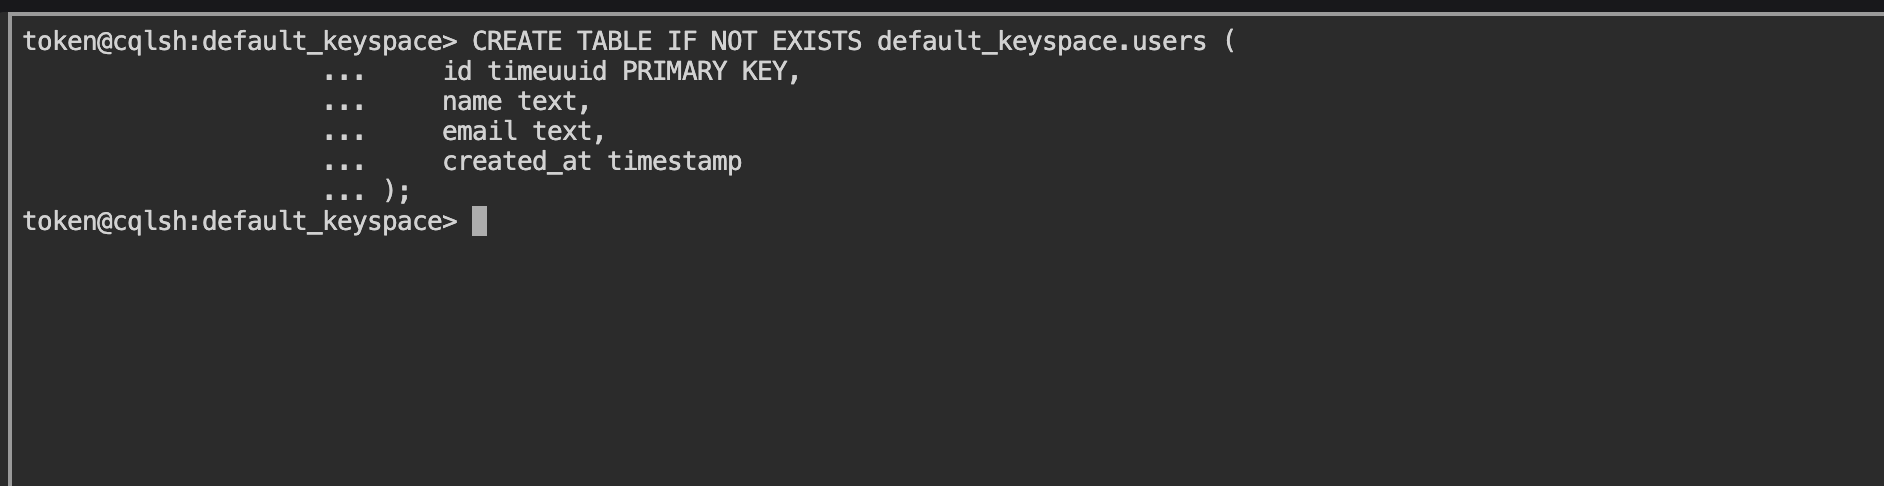 token@cqlsh:default_keyspace> CREATE TABLE IF NOT EXISTS default_keyspace.users (
                    ...     id timeuuid PRIMARY KEY,
                    ...     name text,
                    ...     email text,
                    ...     created_at timestamp
                    ... );
token@cqlsh:default_keyspace>